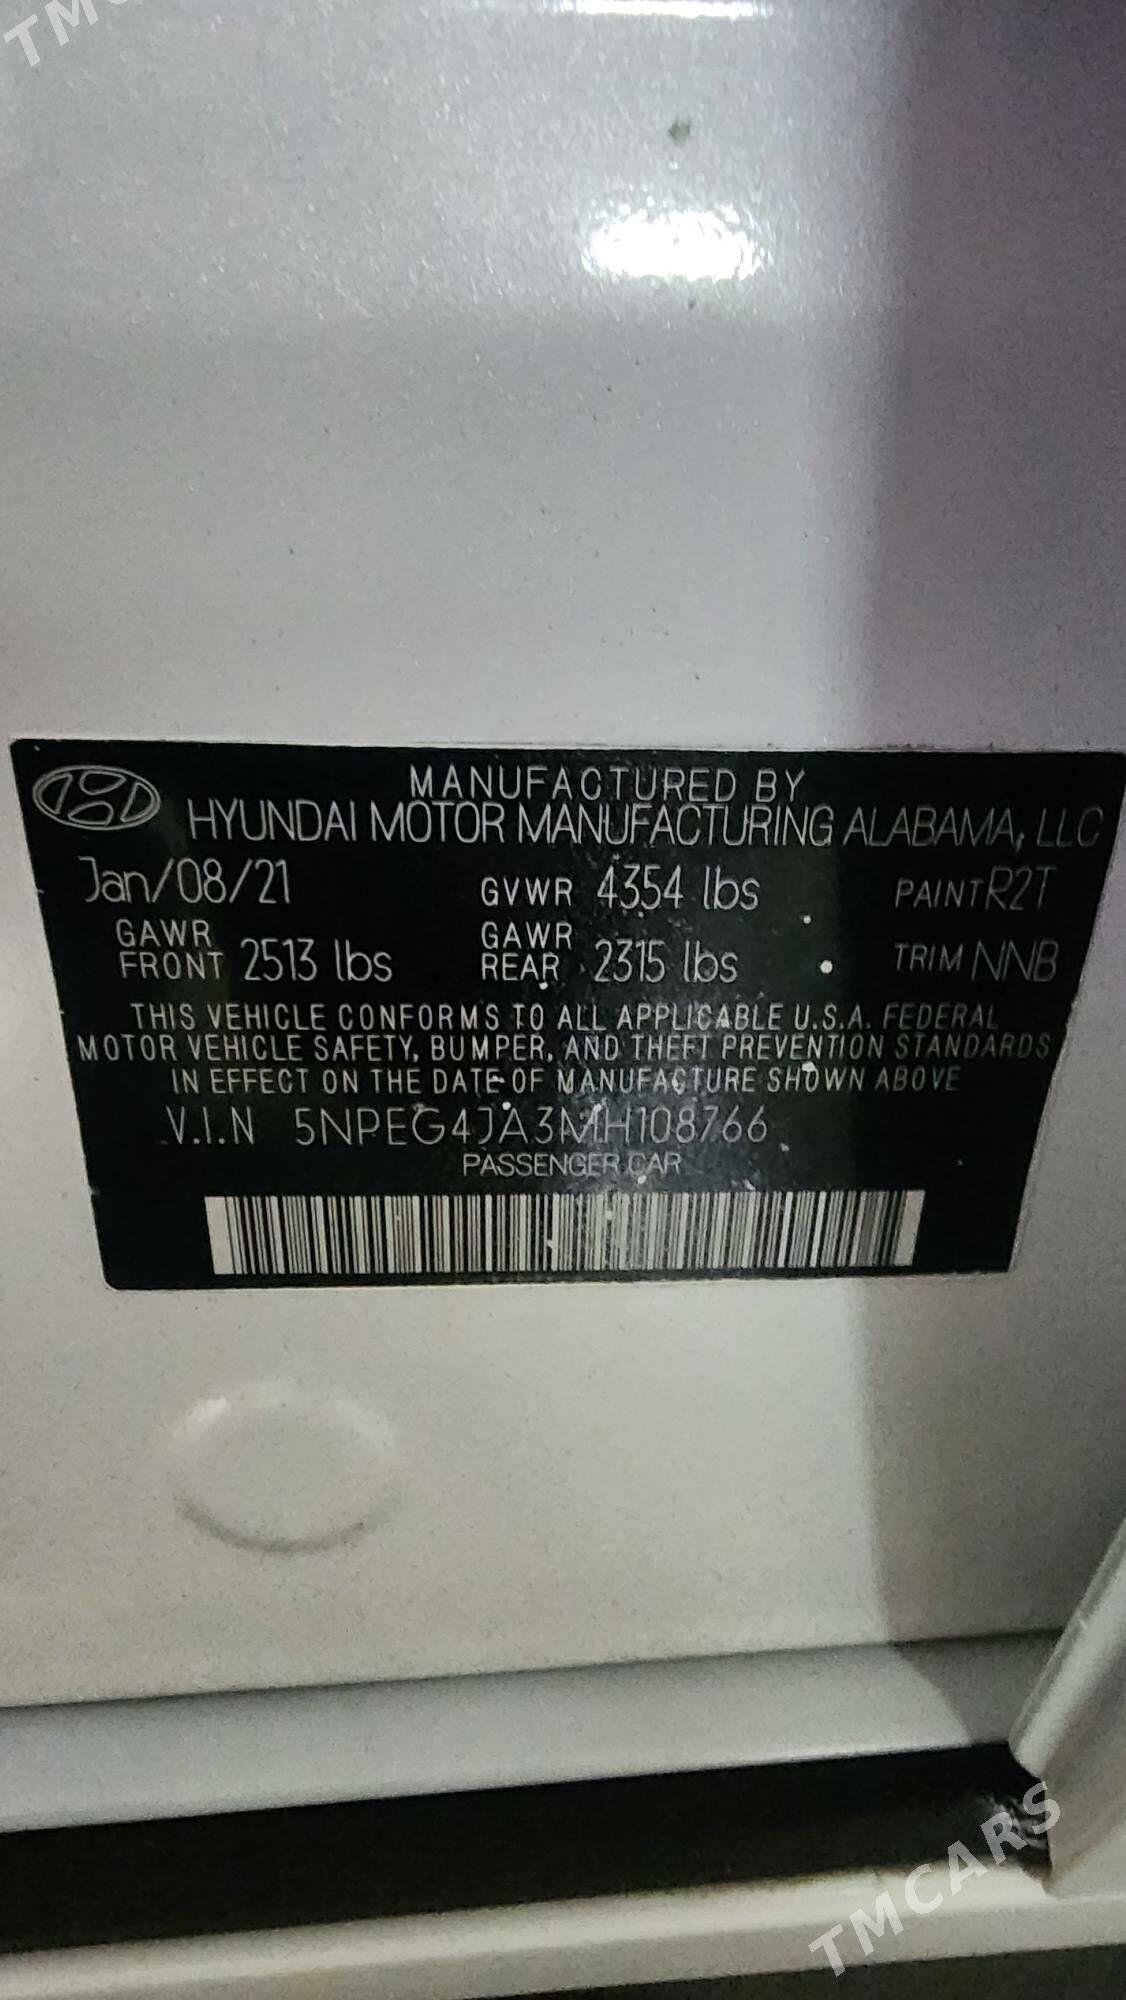 TMC
MANUFACTURED BY
HYUNDAI MOTOR MANUFACTURING ALABAMA, LLC
Jan/08/21 GVWR 4354 lbs PAINT R2T
GAWR FRONT 2513 lbs GAWR REAR 2315 lbs TRIM NNB
THIS VEHICLE CONFORMS TO ALL APPLICABLE U.S.A. FEDERAL
MOTOR VEHICLE SAFETY, BUMPER, AND THEFT PREVENTION STANDARDS
IN EFFECT ON THE DATE OF MANUFACTURE SHOWN ABOVE
V.I.N 5NPEG4JA3MH108766
PASSENGER CAR
TMCARS